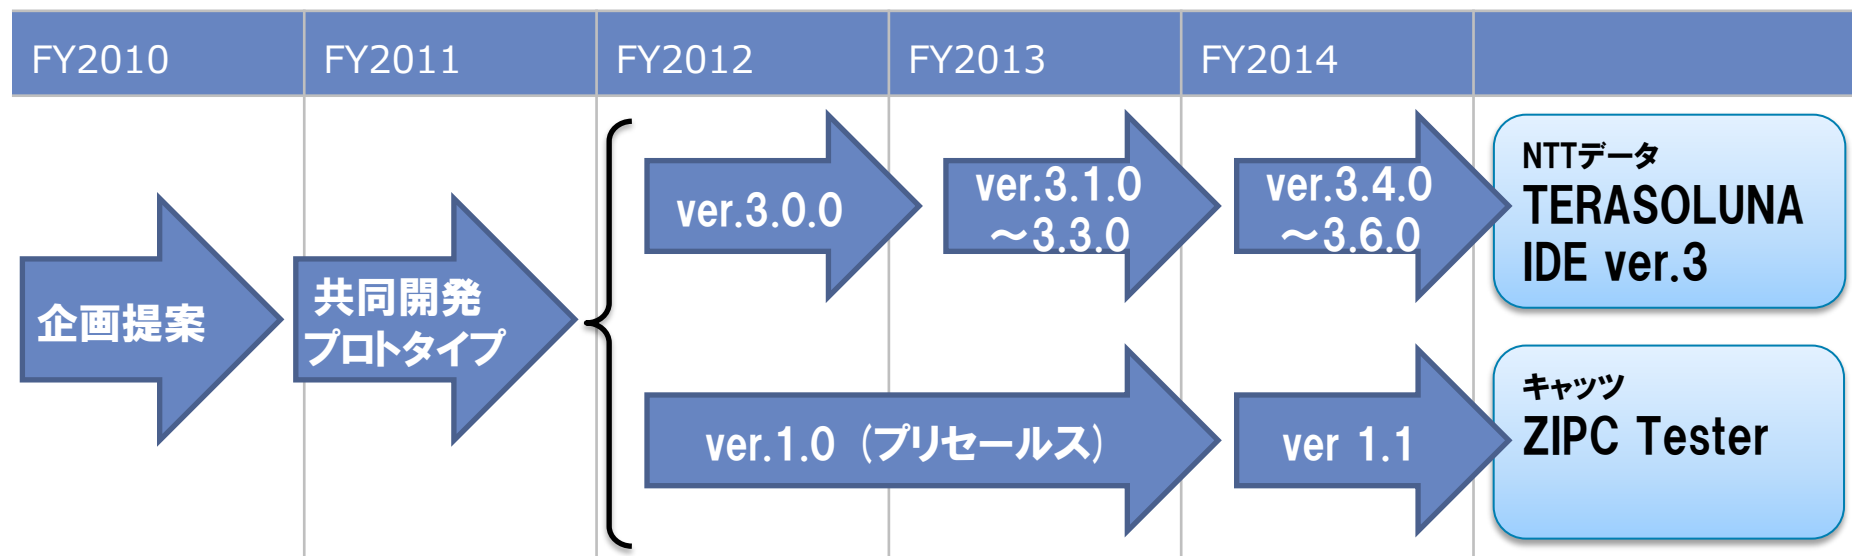 FY2010
FY2011
FY2012
FY2013
FY2014
企画提案
共同開発
プロトタイプ
ver.3.0.0
ver.3.1.0
～3.3.0
ver.3.4.0
～3.6.0
NTTデータ
TERASOLUNA
IDE ver.3
ver.1.0 (プリセールス)
ver 1.1
キャッツ
ZIPC Tester